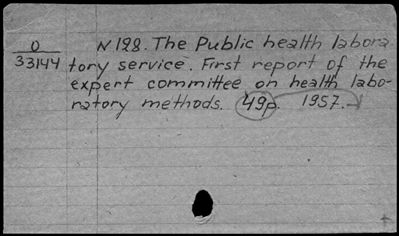 O
33144
N 128. The Public health labora
tory service. First report of the
expert committee on health labo-
ratory methods. 49p. 1957.